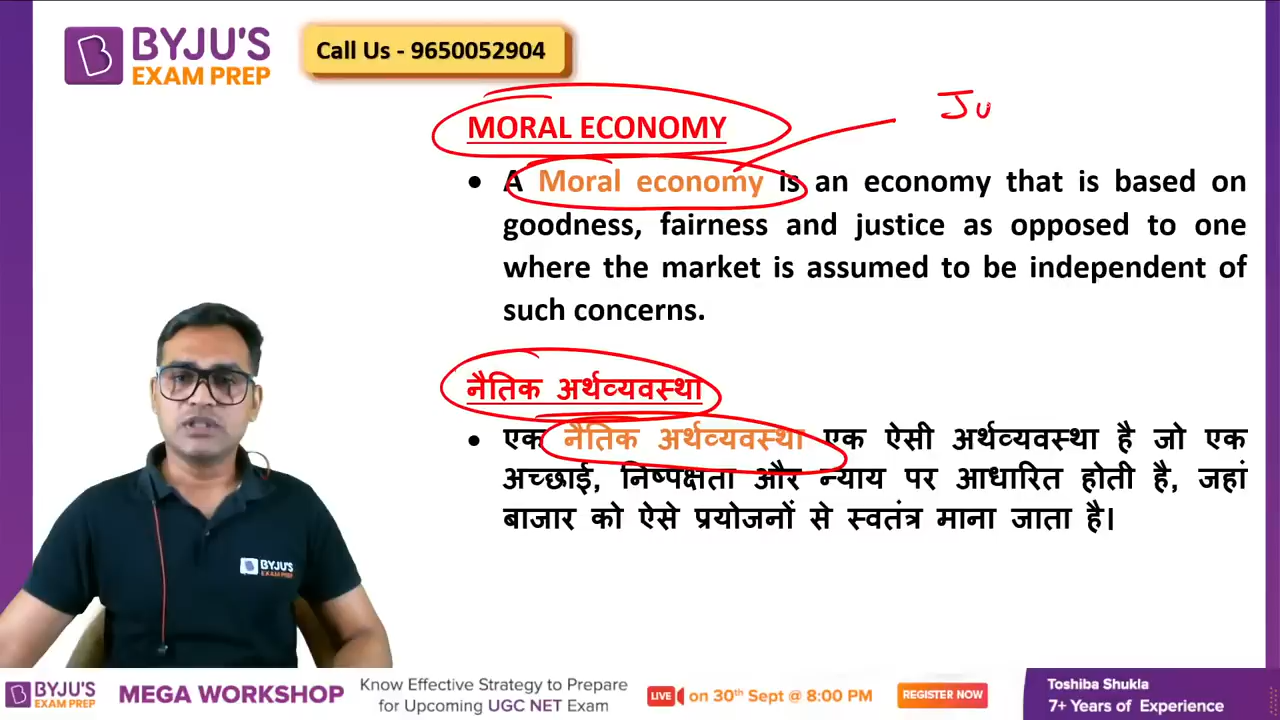 BYJU'S
EXAM PREP
Call Us - 9650052904
Ju
MORAL ECONOMY
• A Moral economy is an economy that is based on
goodness, fairness and justice as opposed to one
where the market is assumed to be independent of
such concerns.
नैतिक अर्थव्यवस्था
• एक नैतिक अर्थव्यवस्था एक ऐसी अर्थव्यवस्था है जो एक
अच्छाई, निष्पक्षता और न्याय पर आधारित होती है, जहां
बाजार को ऐसे प्रयोजनों से स्वतंत्र माना जाता है।
BYJU'S
EXAM PREP
BYJU'S
EXAM PREP
MEGA WORKSHOP
Know Effective Strategy to Prepare
for Upcoming UGC NET Exam
LIVE on 30th Sept @ 8:00 PM
REGISTER NOW
Toshiba Shukla
7+ Years of Experience